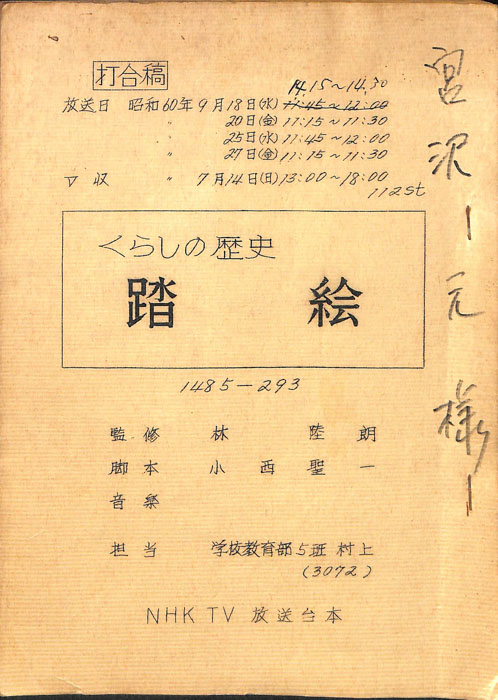 打合稿
14.15～14.30
放送日 昭和60年9月18日(水) 11:45～12:00
〃 20日(金) 11:15～11:30
〃 25日(水) 11:45～12:00
〃 27日(金) 11:15～11:30
▽収 〃 7月14日(日) 13:00～18:00
112st
くらしの歴史
踏 絵
1485－293
監修 林 陸朗
脚本 小西聖一
音楽
担当 学校教育部5班 村上
(3072)
NHK TV 放送台本
宮沢 元様